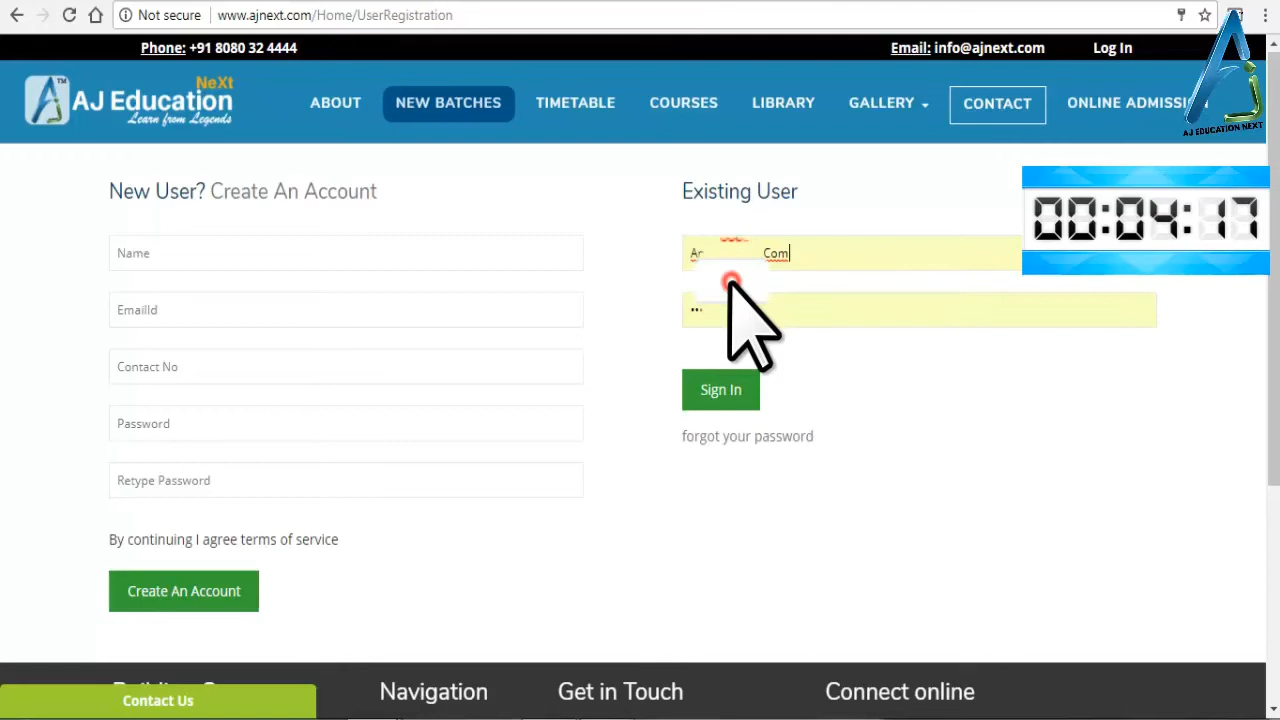 Not secure www.ajnext.com/Home/UserRegistration
Phone: +91 8080 32 4444
Email: info@ajnext.com
Log In
NeXt
AJ Education
Learn from Legends
TM
ABOUT
NEW BATCHES
TIMETABLE
COURSES
LIBRARY
GALLERY
CONTACT
ONLINE
AJ EDUCATION NEXT
New User? Create An Account
Existing User
00:04:17
Name
Com
EmailId
Contact No
Sign In
Password
forgot your password
Retype Password
By continuing I agree terms of service
Create An Account
Navigation
Get in Touch
Connect online
Contact Us